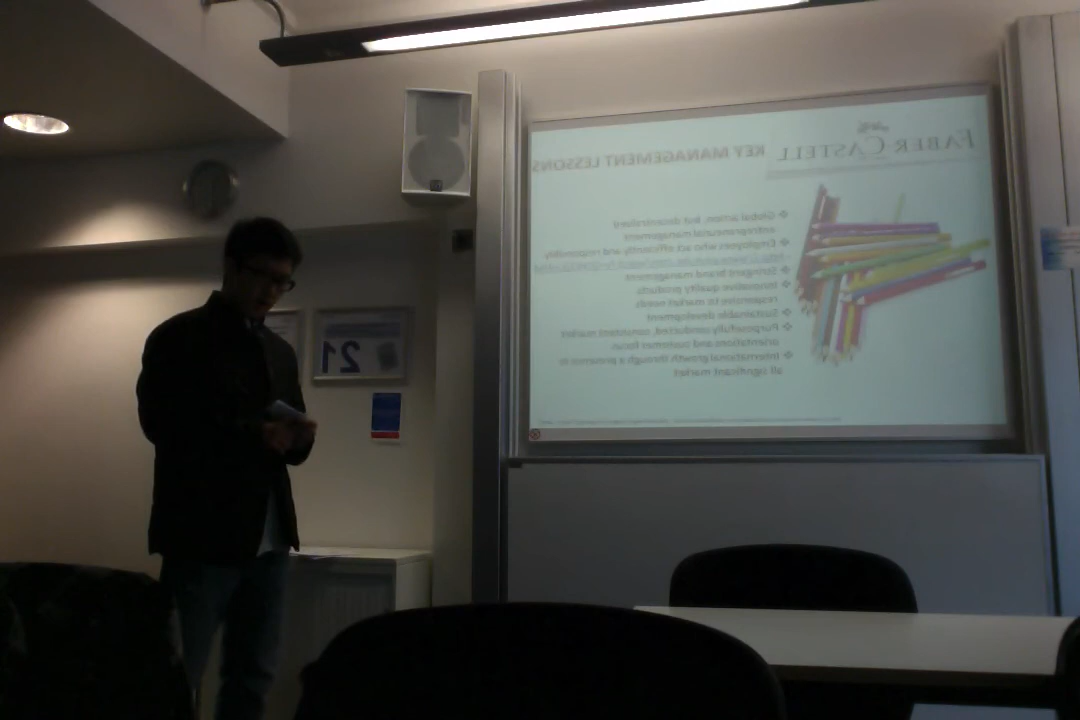 FABER-CASTELL
KEY MANAGEMENT LESSONS
❖ Global action, but decentralised
entrepreneurial management
❖ Employees who act efficiently and responsibly
❖ Stringent brand management
❖ Innovative quality products
responsive to market needs
❖ Sustainable development
❖ Purposefully conducted, consistent market
orientations and customer focus
❖ International growth through a presence in
all significant market
21